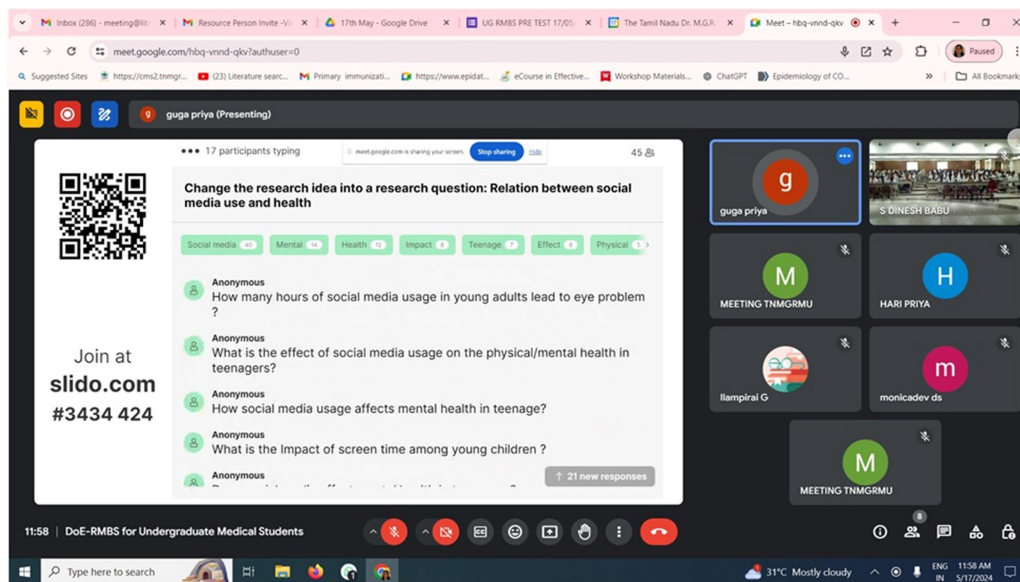 Inbox (286) - meeting@lib
Resource Person Invite -
17th May - Google Drive
UG RMBS PRE TEST 17/05
The Tamil Nadu Dr. M.G.R.
Meet – hbq-vnnd-qkv
meet.google.com/hbq-vnnd-qkv?authuser=0
Paused
Suggested Sites
https://cms2.tnmgr...
(23) Literature searc...
Primary immunizati...
https://www.epidat...
eCourse in Effective...
Workshop Materials...
ChatGPT
Epidemiology of CO...
All Bookmarks
g
guga priya (Presenting)
17 participants typing
meet.google.com is sharing your screen.
Stop sharing
Hide
45
Change the research idea into a research question: Relation between social
media use and health
Social media 40
Mental 14
Health 12
Impact 8
Teenage 7
Effect 6
Physical
Anonymous
How many hours of social media usage in young adults lead to eye problem
?
Anonymous
What is the effect of social media usage on the physical/mental health in
teenagers?
Anonymous
How social media usage affects mental health in teenage?
Anonymous
What is the Impact of screen time among young children ?
Anonymous
21 new responses
Join at
slido.com
#3434 424
g
guga priya
S DINESH BABU
M
MEETING TNMGRMU
H
HARI PRIYA
Ilampirai G
m
monicadev ds
M
MEETING TNMGRMU
11:58 | DoE-RMBS for Undergraduate Medical Students
8
Type here to search
31°C Mostly cloudy
ENG
11:58 AM
5/17/2024